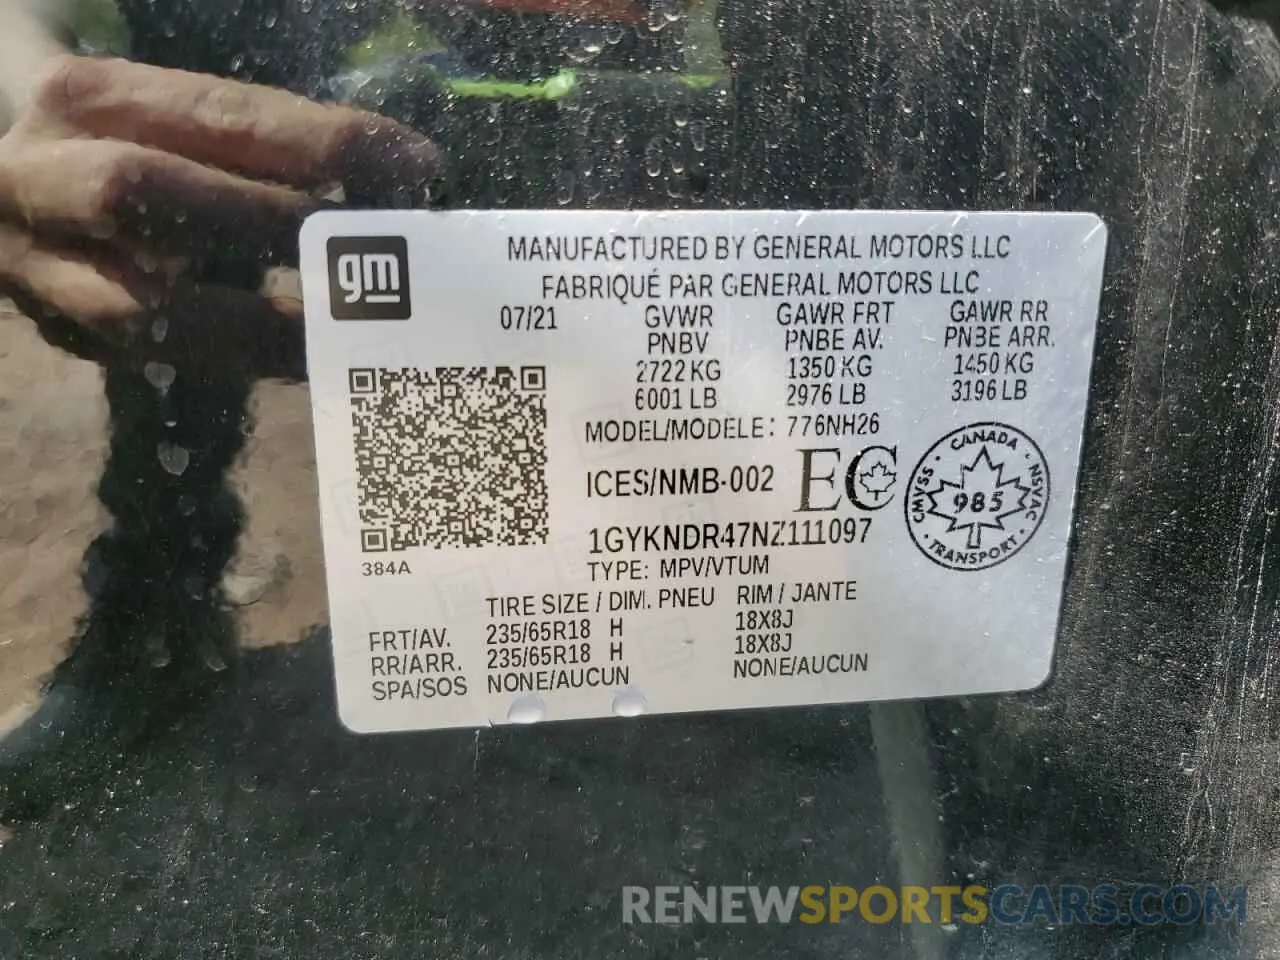 gm
MANUFACTURED BY GENERAL MOTORS LLC
FABRIQUÉ PAR GENERAL MOTORS LLC
07/21 GVWR GAWR FRT GAWR RR
PNBV PNBE AV. PNBE ARR.
2722 KG 1350 KG 1450 KG
6001 LB 2976 LB 3196 LB
MODEL/MODELE: 776NH26
ICES/NMB-002 EC
CANADA
CMVSS 985 NSVAC
TRANSPORT
1GYKNDR47NZ111097
384A
TYPE: MPV/VTUM
TIRE SIZE / DIM. PNEU RIM / JANTE
FRT/AV. 235/65R18 H 18X8J
RR/ARR. 235/65R18 H 18X8J
SPA/SOS NONE/AUCUN NONE/AUCUN
RENEWSPORTSCARS.COM